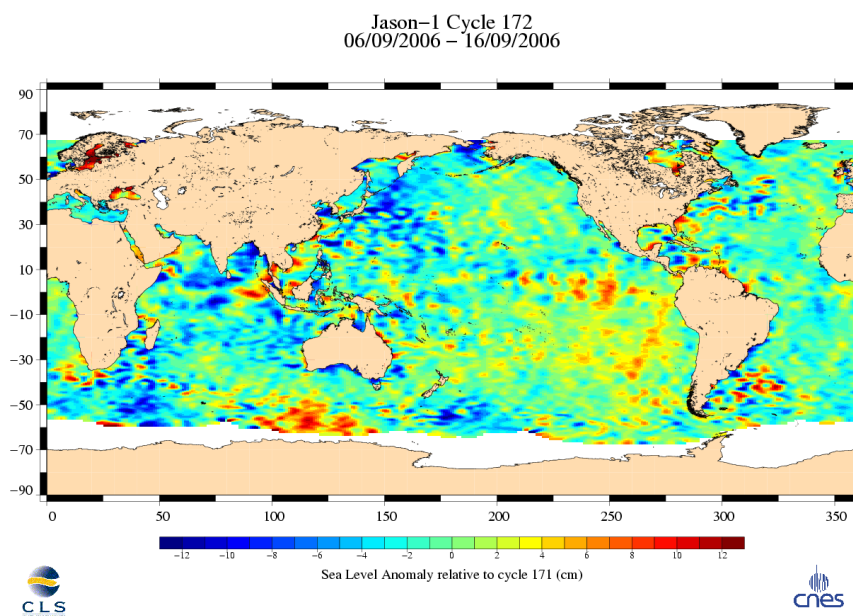 Jason−1 Cycle 172
06/09/2006 − 16/09/2006
90
70
50
30
10
−10
−30
−50
−70
−90
0 50 100 150 200 250 300 350
−12 −10 −8 −6 −4 −2 0 2 4 6 8 10 12
Sea Level Anomaly relative to cycle 171 (cm)
CLS
cnes